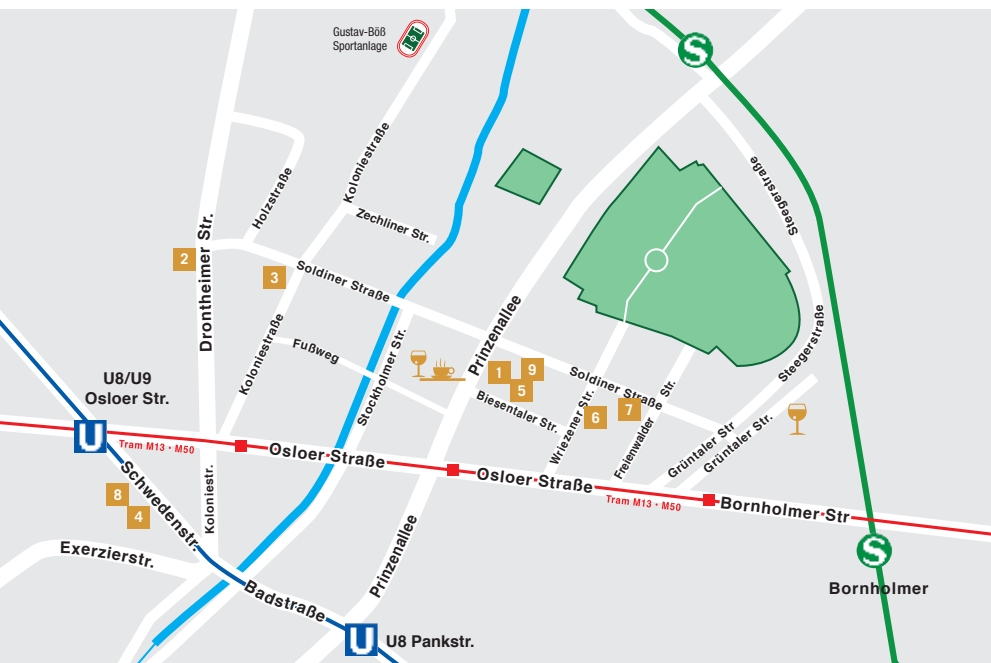 Gustav-Böß
Sportanlage
S
Koloniestraße
Holzstraße
Zechliner Str.
Steegerstraße
Drontheimer Str.
2
3
Soldiner Straße
Prinzenallee
Koloniestraße
Fußweg
Stockholmer Str.
Steegerstraße
1
9
5
Soldiner Straße
U8/U9
Osloer Str.
Biesentaler Str.
Wriezener Str.
6
7
Freienwalder Str.
Grüntaler Str
Grüntaler Str.
U
Tram M13 • M50
Osloer Straße
Osloer Straße
Tram M13 • M50
Bornholmer Str
Schwedenstr.
8
4
Koloniestr.
Exerzierstr.
Prinzenallee
S
Bornholmer
Badstraße
U
U8 Pankstr.